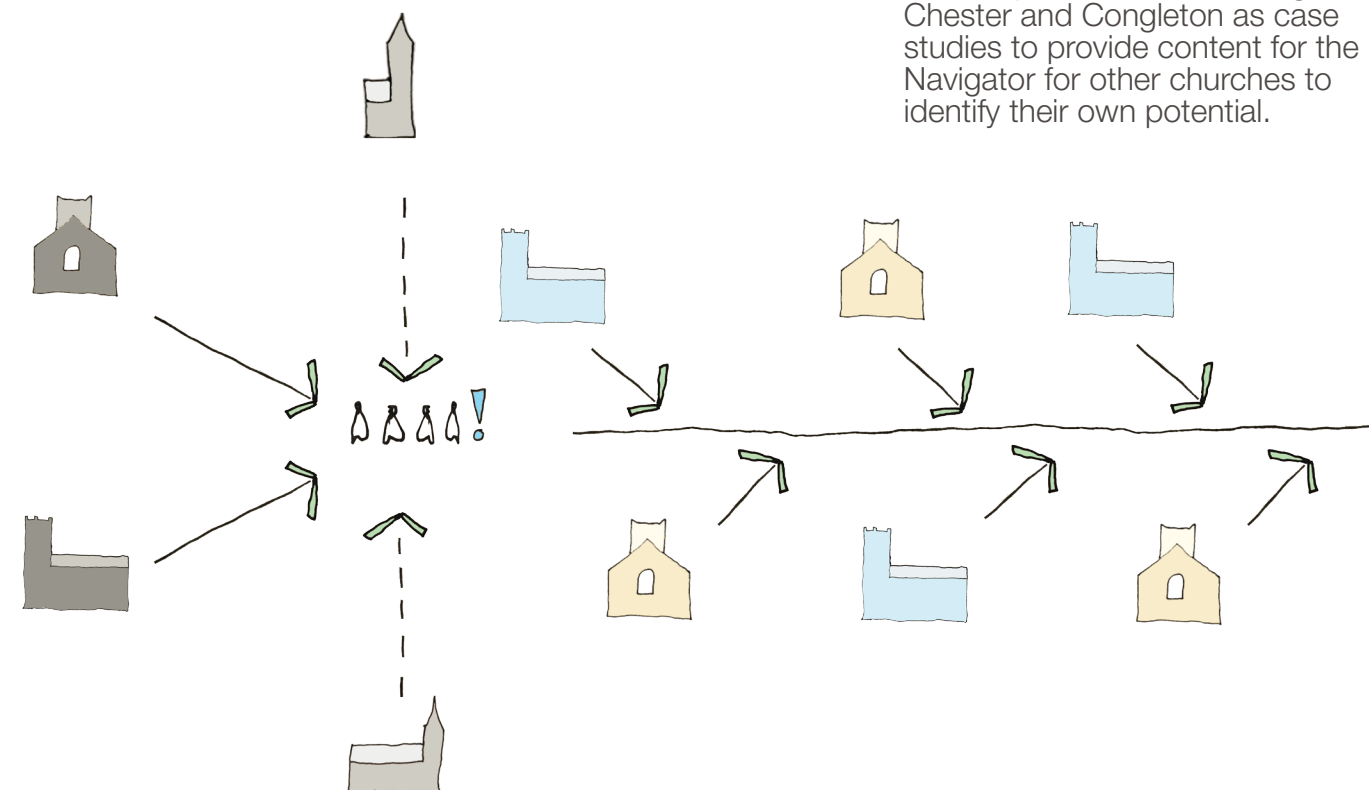 Chester and Congleton as case
studies to provide content for the
Navigator for other churches to
identify their own potential.